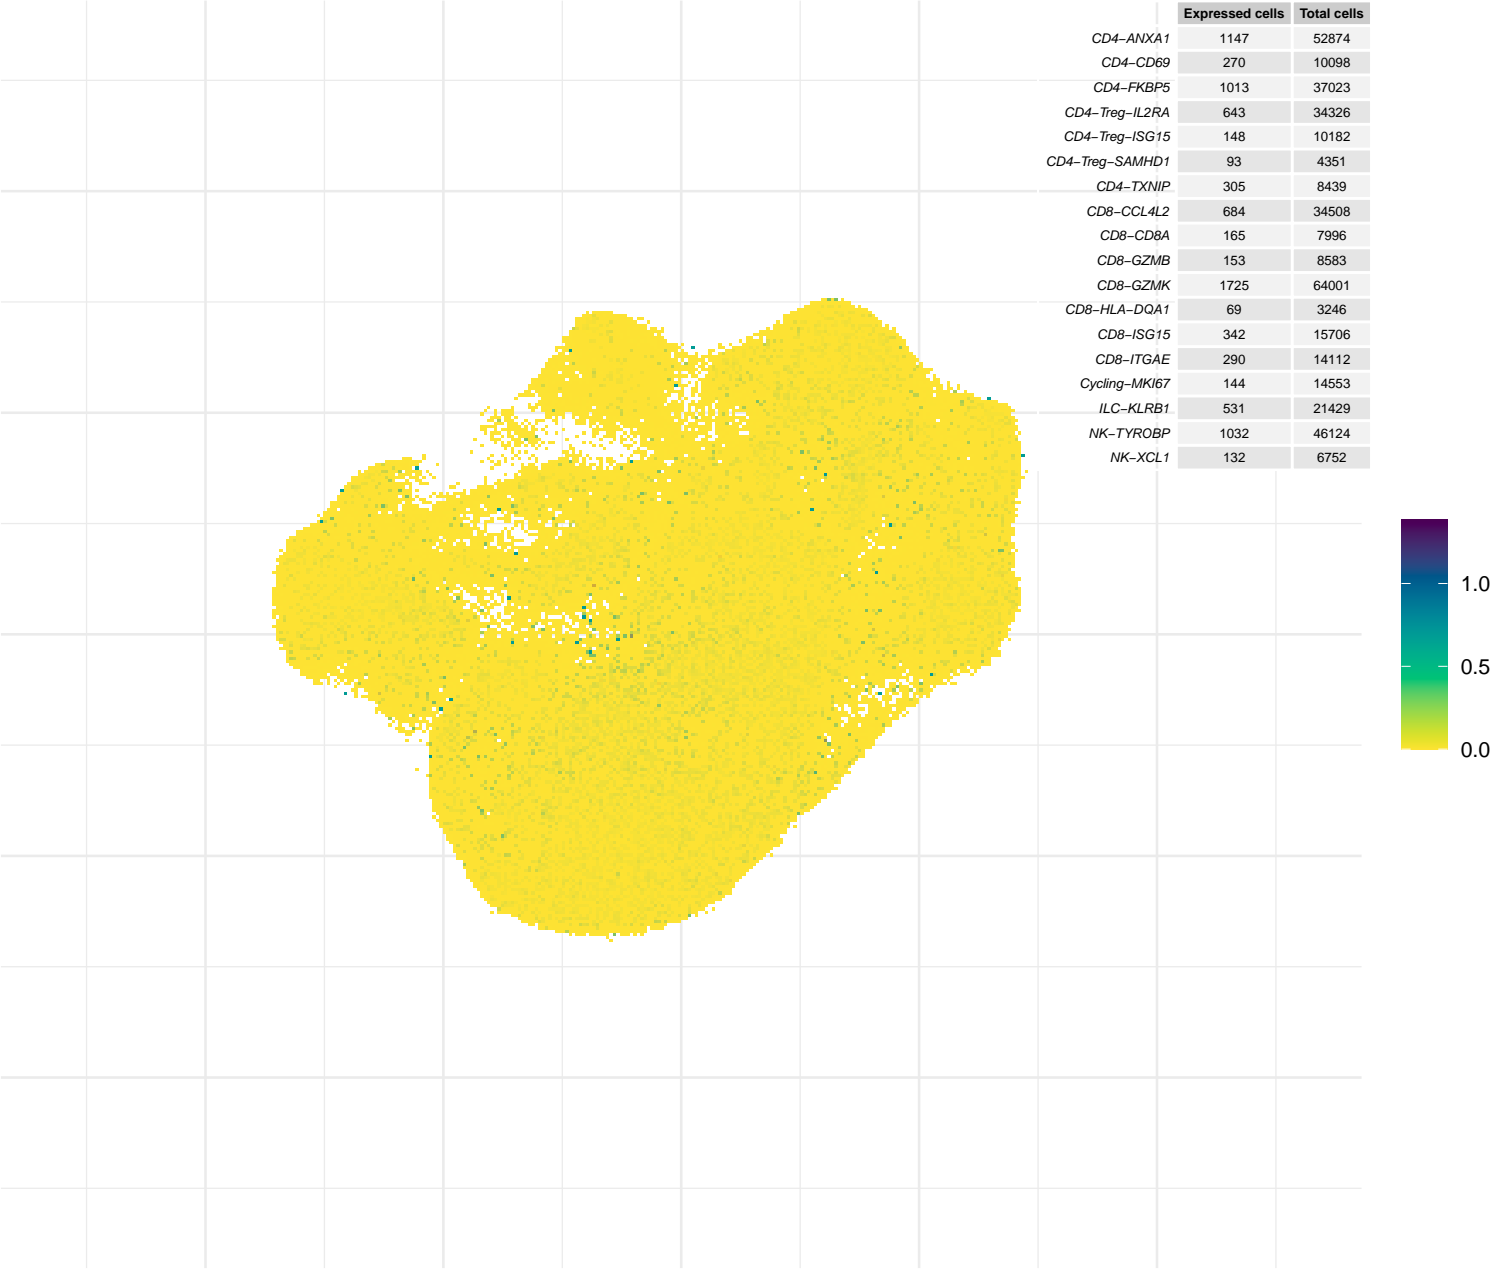 Expressed cells Total cells
CD4−ANXA1 1147 52874
CD4−CD69 270 10098
CD4−FKBP5 1013 37023
CD4−Treg−IL2RA 643 34326
CD4−Treg−ISG15 148 10182
CD4−Treg−SAMHD1 93 4351
CD4−TXNIP 305 8439
CD8−CCL4L2 684 34508
CD8−CD8A 165 7996
CD8−GZMB 153 8583
CD8−GZMK 1725 64001
CD8−HLA−DQA1 69 3246
CD8−ISG15 342 15706
CD8−ITGAE 290 14112
Cycling−MKI67 144 14553
ILC−KLRB1 531 21429
NK−TYROBP 1032 46124
NK−XCL1 132 6752
1.0
0.5
0.0